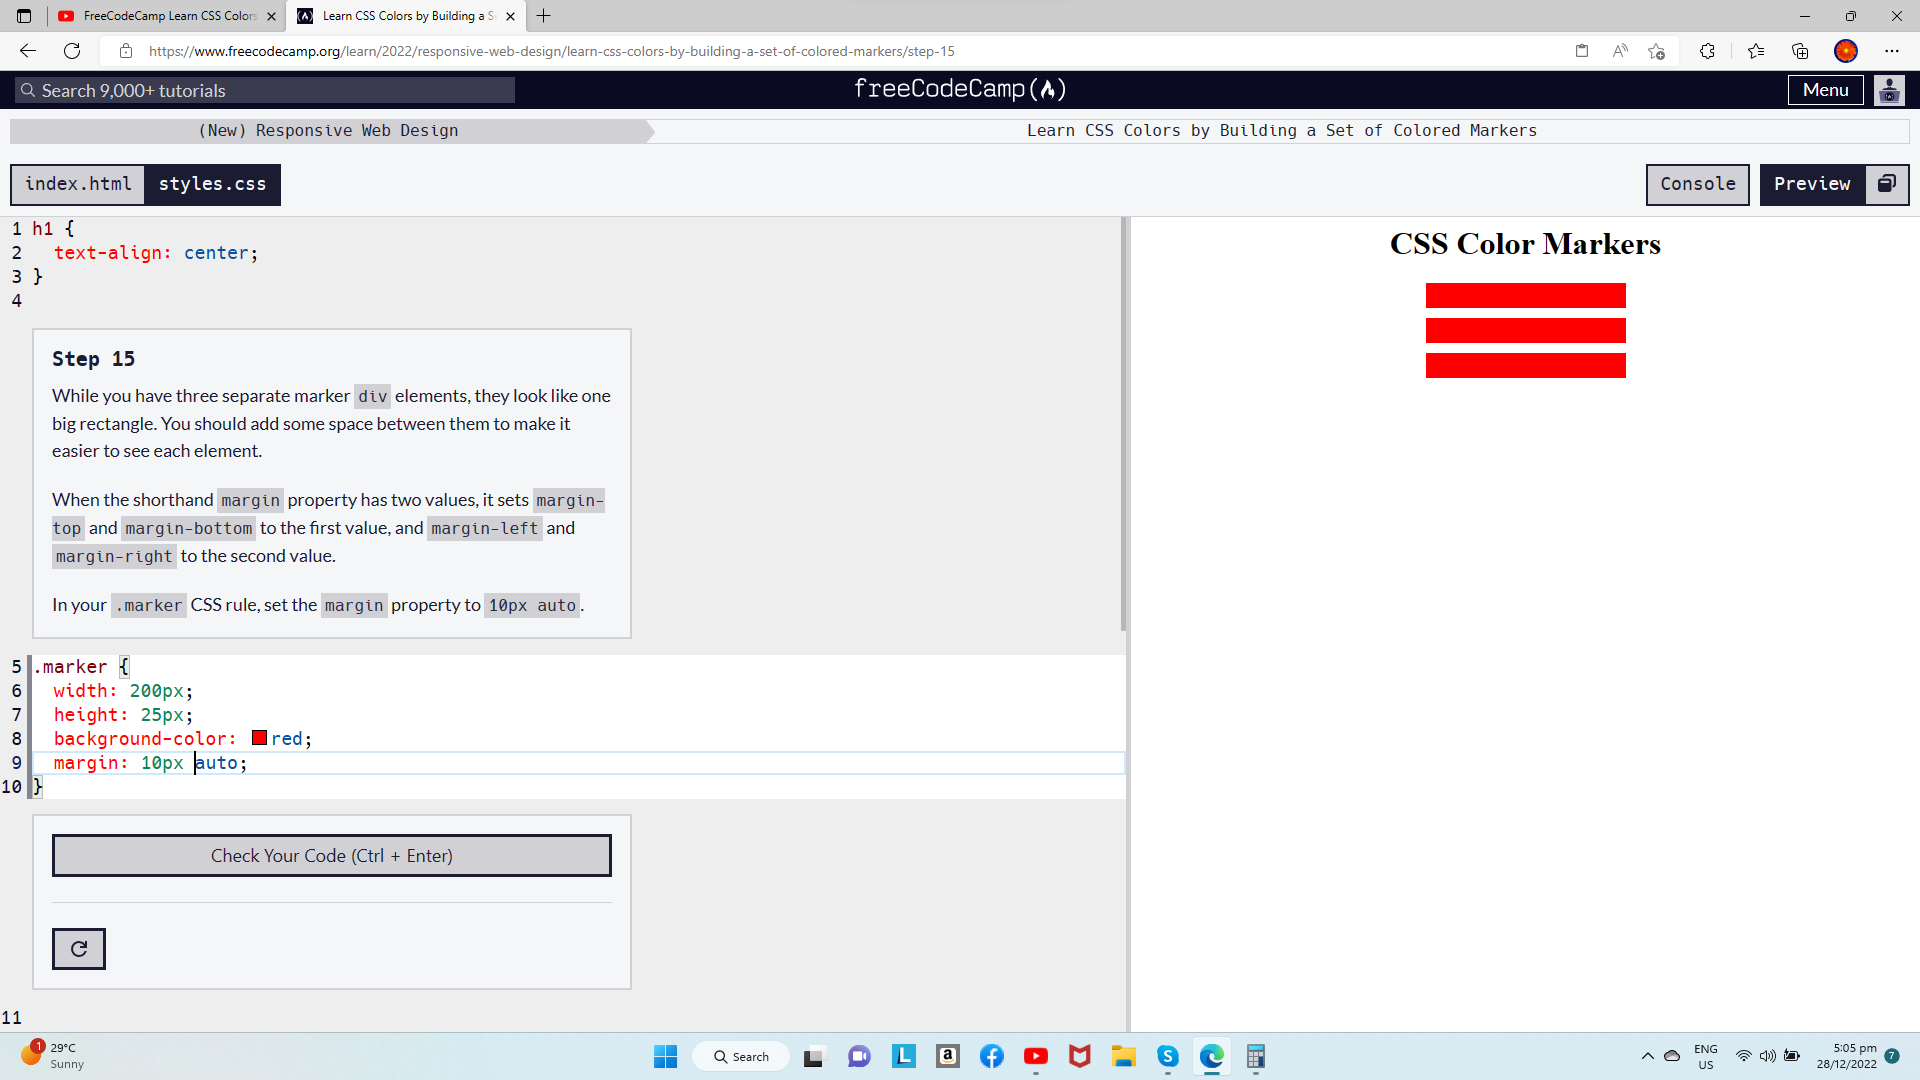 FreeCodeCamp Learn CSS Colors
Learn CSS Colors by Building a Se
https://www.freecodecamp.org/learn/2022/responsive-web-design/learn-css-colors-by-building-a-set-of-colored-markers/step-15
Search 9,000+ tutorials
freeCodeCamp
Menu
(New) Responsive Web Design
Learn CSS Colors by Building a Set of Colored Markers
index.html
styles.css
Console
Preview
1 h1 {
2 text-align: center;
3 }
4
Step 15
While you have three separate marker div elements, they look like one
big rectangle. You should add some space between them to make it
easier to see each element.
When the shorthand margin property has two values, it sets margin-
top and margin-bottom to the first value, and margin-left and
margin-right to the second value.
In your .marker CSS rule, set the margin property to 10px auto.
5 .marker {
6 width: 200px;
7 height: 25px;
8 background-color: red;
9 margin: 10px auto;
10 }
Check Your Code (Ctrl + Enter)
11
CSS Color Markers
1
29°C
Sunny
Search
ENG
US
5:05 pm
28/12/2022
7